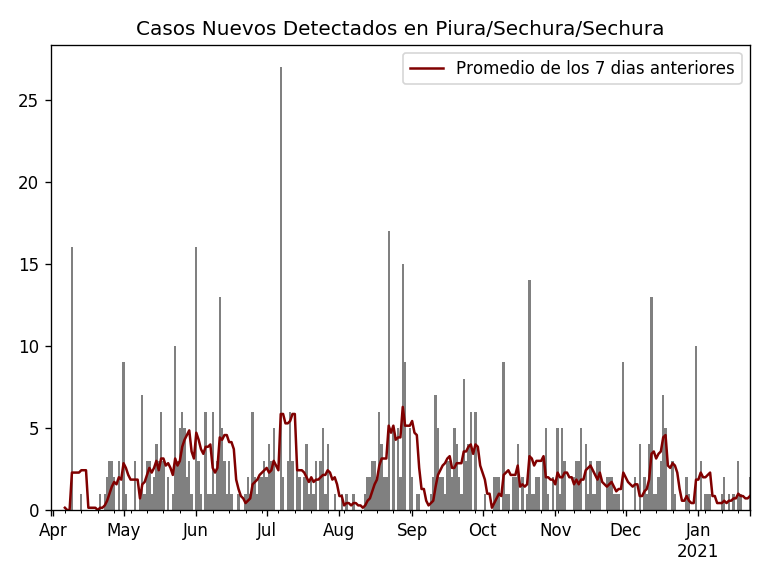 Casos Nuevos Detectados en Piura/Sechura/Sechura
Promedio de los 7 dias anteriores
25
20
15
10
5
0
Apr May Jun Jul Aug Sep Oct Nov Dec Jan
2021